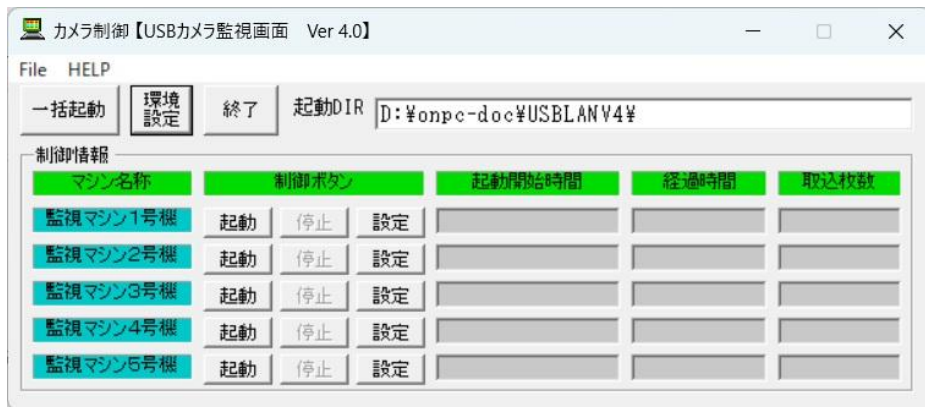 カメラ制御【USBカメラ監視画面　Ver 4.0】
File HELP
一括起動 環境設定 終了 起動DIR D:¥onpc-doc¥USBLANV4¥
制御情報
マシン名称 制御ボタン 起動開始時間 経過時間 取込枚数
監視マシン1号機 起動 停止 設定
監視マシン2号機 起動 停止 設定
監視マシン3号機 起動 停止 設定
監視マシン4号機 起動 停止 設定
監視マシン5号機 起動 停止 設定